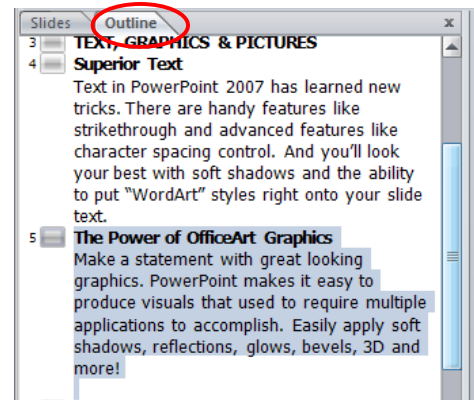 Slides Outline x
3 TEXT, GRAPHICS & PICTURES
4 Superior Text
Text in PowerPoint 2007 has learned new
tricks. There are handy features like
strikethrough and advanced features like
character spacing control. And you’ll look
your best with soft shadows and the ability
to put “WordArt” styles right onto your slide
text.
5 The Power of OfficeArt Graphics
Make a statement with great looking
graphics. PowerPoint makes it easy to
produce visuals that used to require multiple
applications to accomplish. Easily apply soft
shadows, reflections, glows, bevels, 3D and
more!